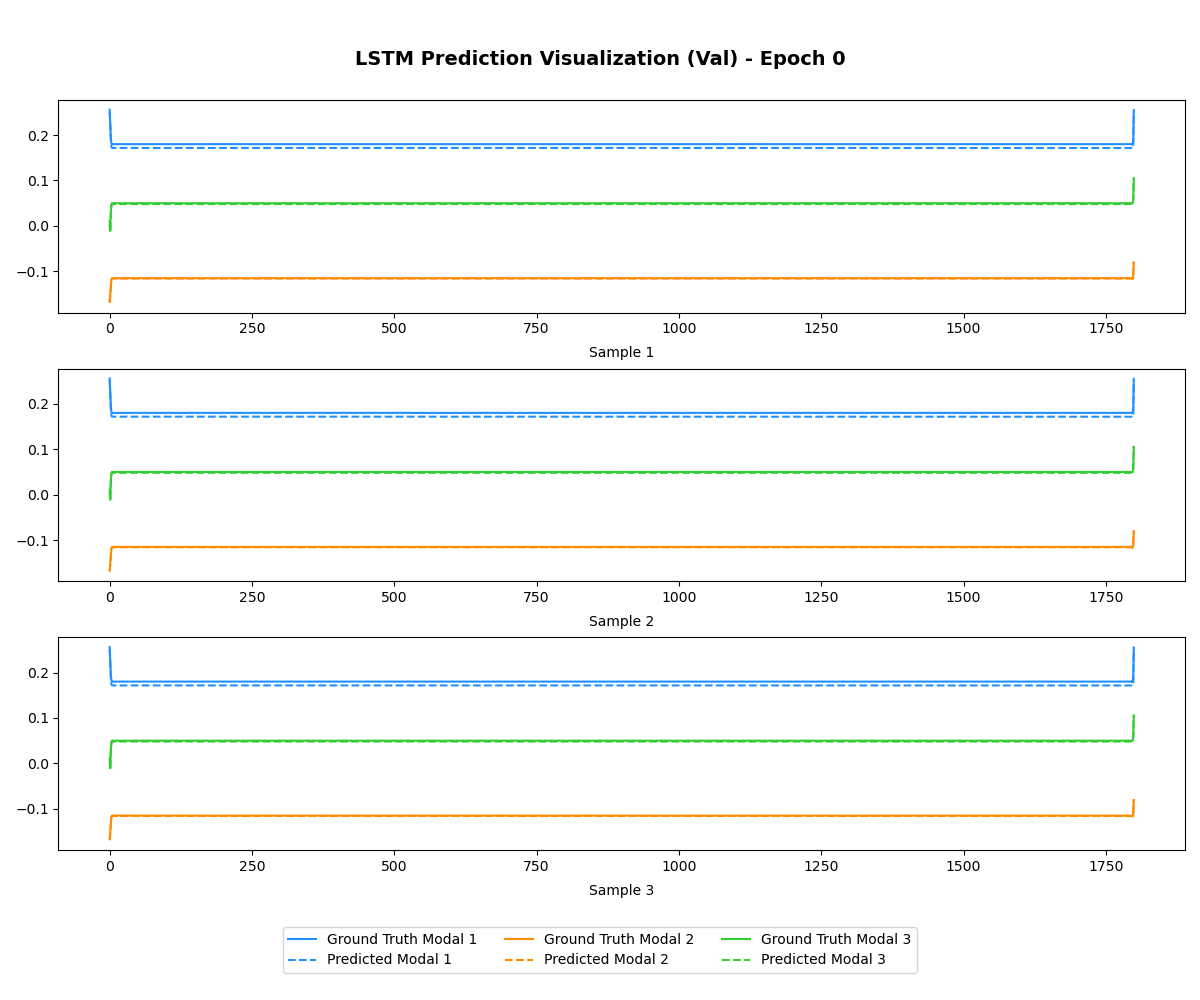 LSTM Prediction Visualization (Val) - Epoch 0
0.2
0.1
0.0
−0.1
0 250 500 750 1000 1250 1500 1750
Sample 1
0.2
0.1
0.0
−0.1
0 250 500 750 1000 1250 1500 1750
Sample 2
0.2
0.1
0.0
−0.1
0 250 500 750 1000 1250 1500 1750
Sample 3
Ground Truth Modal 1 Ground Truth Modal 2 Ground Truth Modal 3
Predicted Modal 1 Predicted Modal 2 Predicted Modal 3